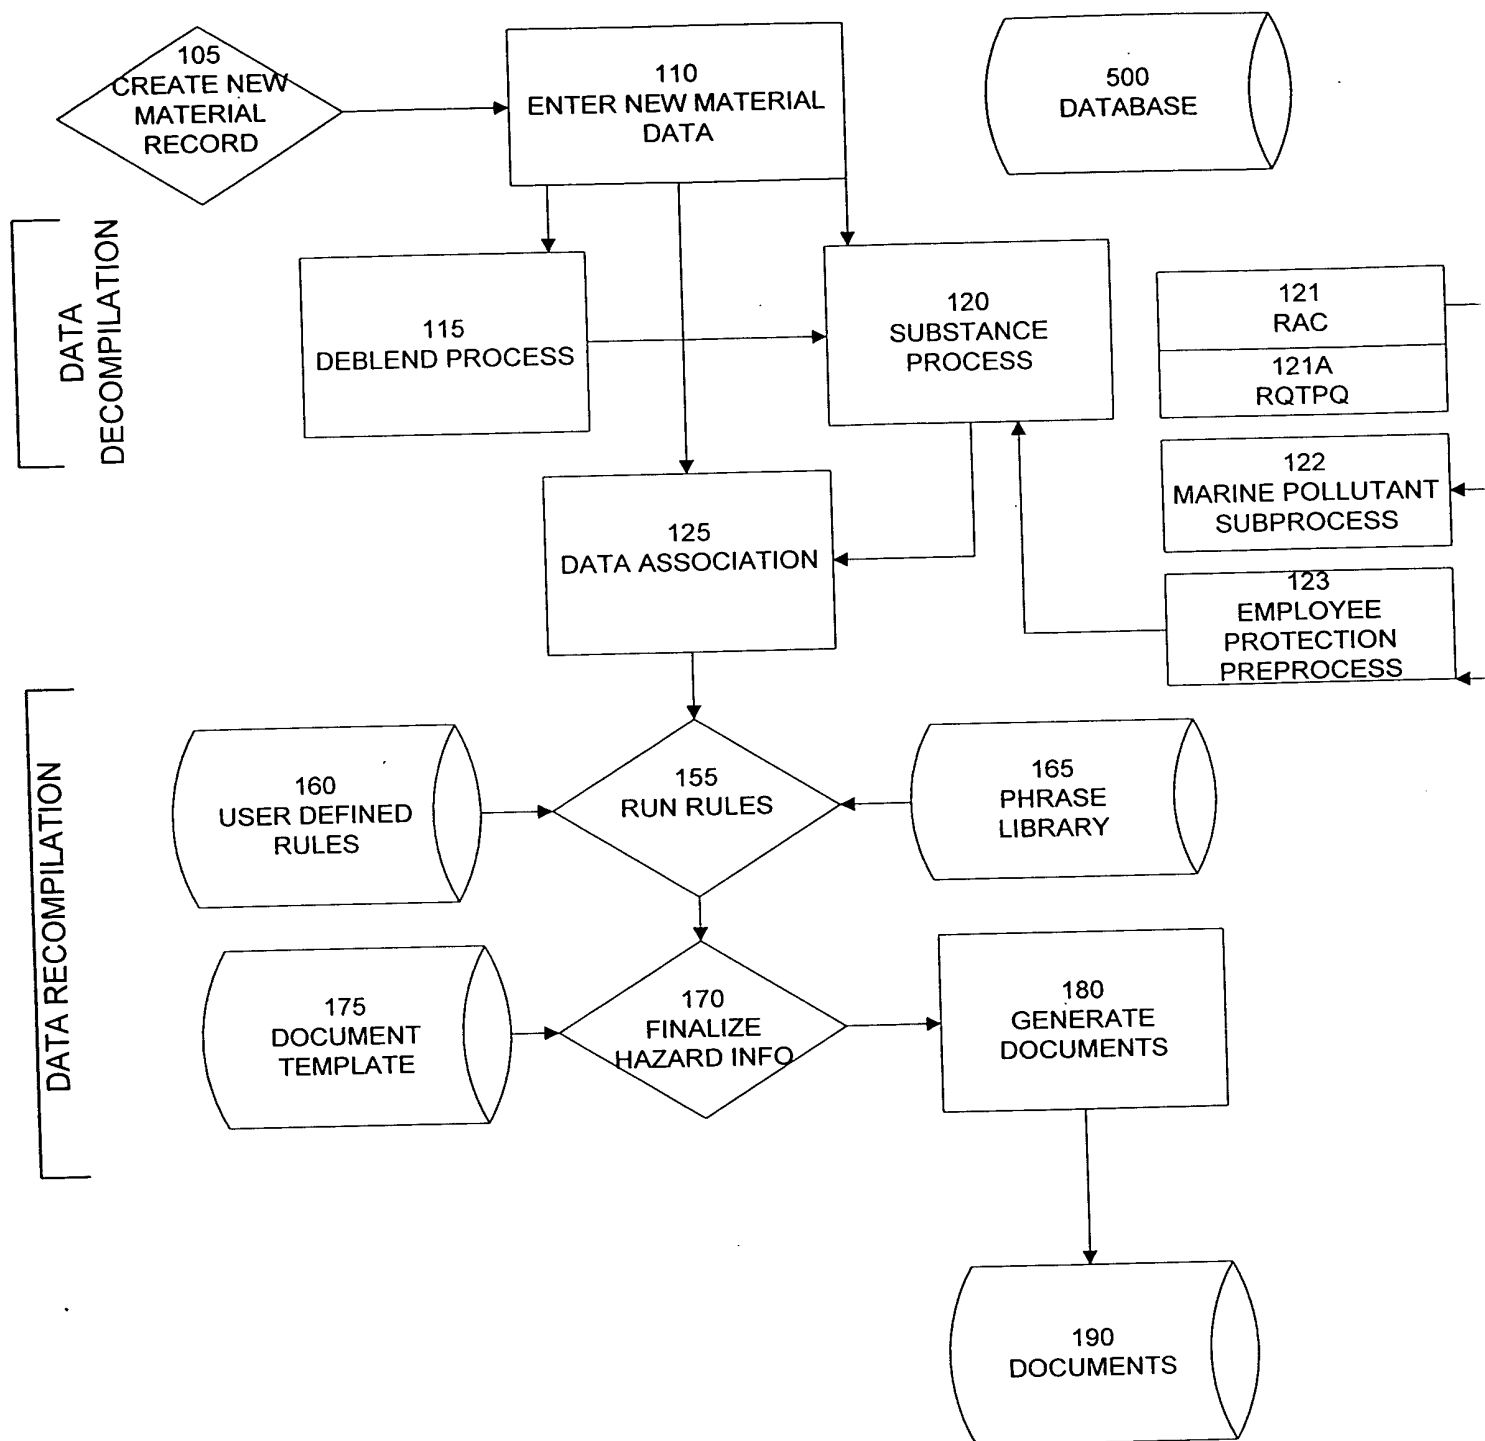 105
CREATE NEW
MATERIAL
RECORD
110
ENTER NEW MATERIAL
DATA
500
DATABASE
DATA
DECOMPILATION
115
DEBLEND PROCESS
120
SUBSTANCE
PROCESS
121
RAC
121A
RQTPQ
122
MARINE POLLUTANT
SUBPROCESS
123
EMPLOYEE
PROTECTION
PREPROCESS
125
DATA ASSOCIATION
DATA RECOMPILATION
160
USER DEFINED
RULES
155
RUN RULES
165
PHRASE
LIBRARY
175
DOCUMENT
TEMPLATE
170
FINALIZE
HAZARD INFO
180
GENERATE
DOCUMENTS
190
DOCUMENTS